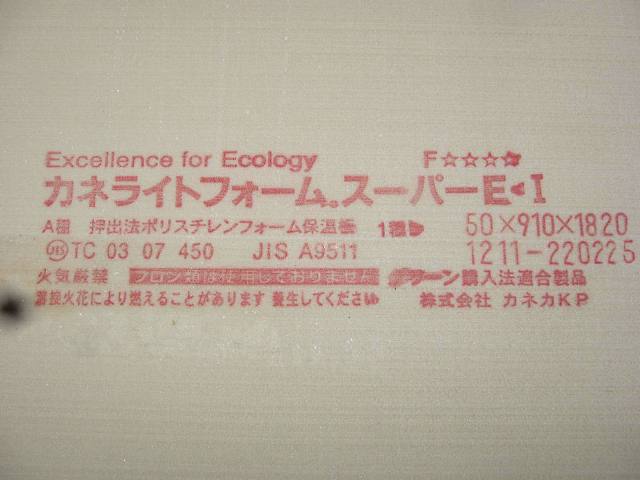 Excellence for Ecology F☆☆☆☆
カネライトフォーム®スーパーE-I
A種 押出法ポリスチレンフォーム保温板 1種b 50×910×1820
JIS TC 03 07 450 JIS A9511 1211-220225
火気厳禁 フロン類は使用しておりません グリーン購入法適合製品
溶接火花により燃えることがあります 養生してください 株式会社 カネカKP